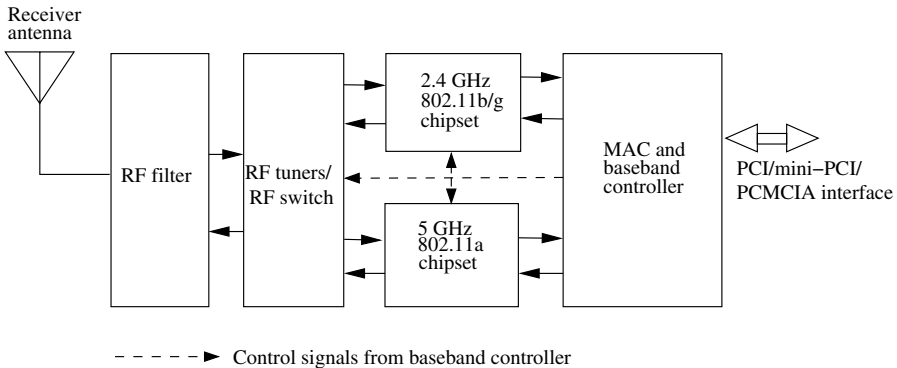 Receiver
antenna
RF filter
RF tuners/
RF switch
2.4 GHz
802.11b/g
chipset
5 GHz
802.11a
chipset
MAC and
baseband
controller
PCI/mini−PCI/
PCMCIA interface
Control signals from baseband controller